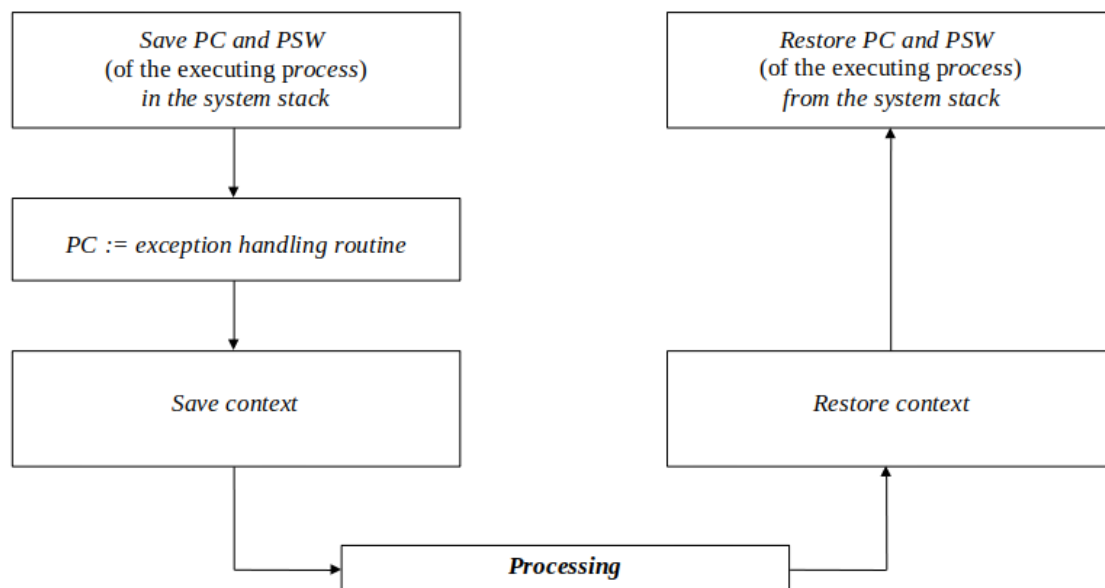 Save PC and PSW
(of the executing process)
in the system stack
PC := exception handling routine
Save context
Processing
Restore context
Restore PC and PSW
(of the executing process)
from the system stack